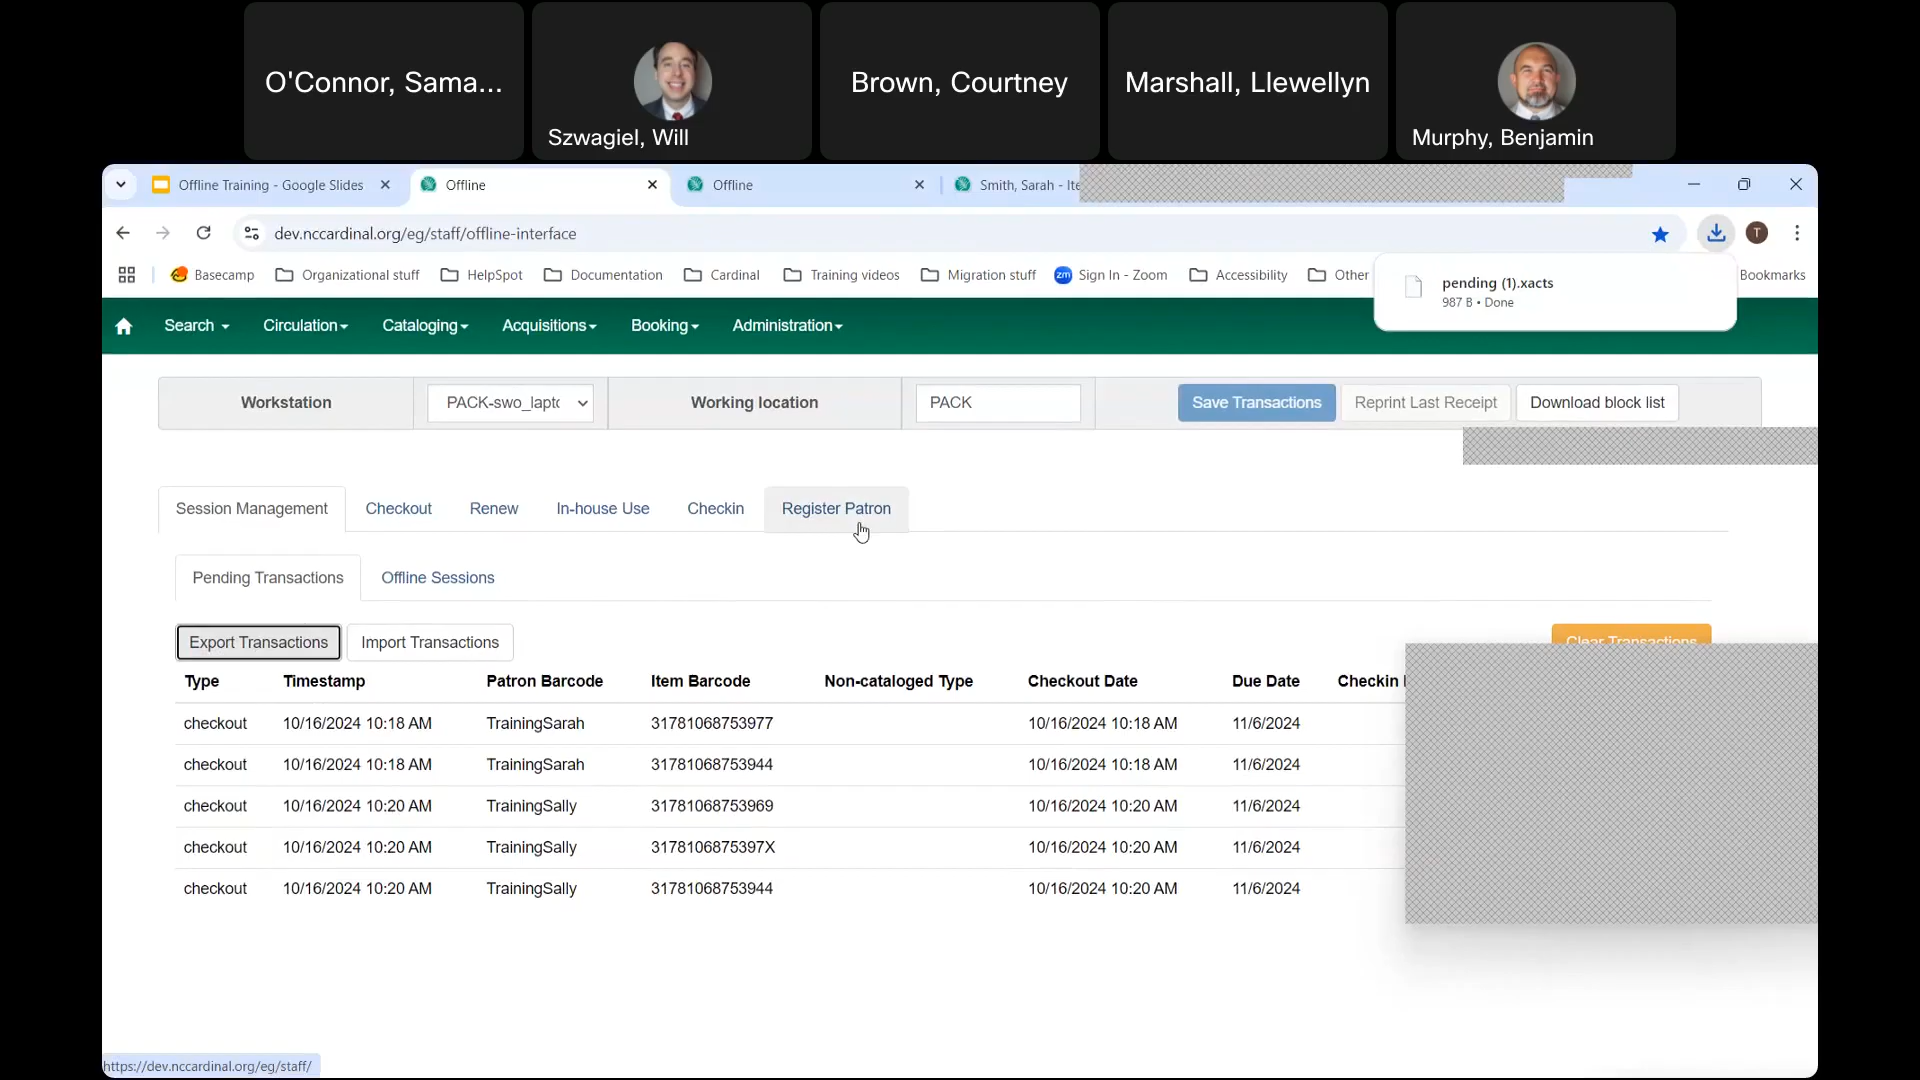 O'Connor, Sama...
Szwagiel, Will
Brown, Courtney
Marshall, Llewellyn
Murphy, Benjamin
Offline Training - Google Slides
Offline
Offline
Smith, Sarah - Ite
dev.nccardinal.org/eg/staff/offline-interface
T
Basecamp
Organizational stuff
HelpSpot
Documentation
Cardinal
Training videos
Migration stuff
zm
Sign In - Zoom
Accessibility
Other
Bookmarks
pending (1).xacts
987 B • Done
Search
Circulation
Cataloging
Acquisitions
Booking
Administration
Workstation
PACK-swo_lapt
Working location
PACK
Save Transactions
Reprint Last Receipt
Download block list
Session Management
Checkout
Renew
In-house Use
Checkin
Register Patron
Pending Transactions
Offline Sessions
Export Transactions
Import Transactions
Clear Transactions
Type Timestamp Patron Barcode Item Barcode Non-cataloged Type Checkout Date Due Date Checkin
checkout 10/16/2024 10:18 AM TrainingSarah 31781068753977 10/16/2024 10:18 AM 11/6/2024
checkout 10/16/2024 10:18 AM TrainingSarah 31781068753944 10/16/2024 10:18 AM 11/6/2024
checkout 10/16/2024 10:20 AM TrainingSally 31781068753969 10/16/2024 10:20 AM 11/6/2024
checkout 10/16/2024 10:20 AM TrainingSally 3178106875397X 10/16/2024 10:20 AM 11/6/2024
checkout 10/16/2024 10:20 AM TrainingSally 31781068753944 10/16/2024 10:20 AM 11/6/2024
https://dev.nccardinal.org/eg/staff/